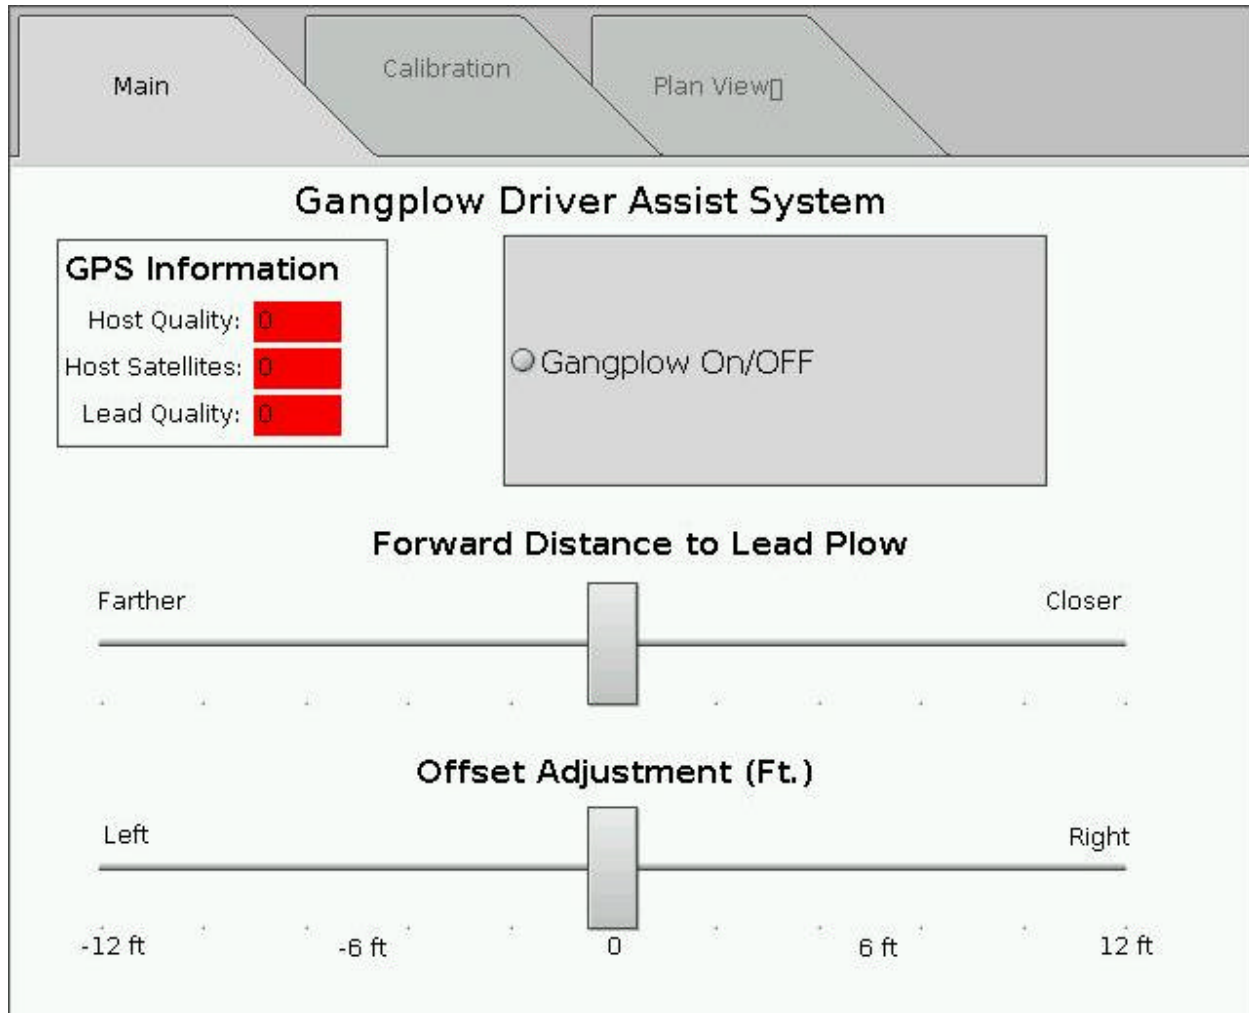 Main
Calibration
Plan View▯
Gangplow Driver Assist System
GPS Information
Host Quality: 0
Host Satellites: 0
Lead Quality: 0
Gangplow On/OFF
Forward Distance to Lead Plow
Farther
Closer
Offset Adjustment (Ft.)
Left
Right
-12 ft
-6 ft
0
6 ft
12 ft